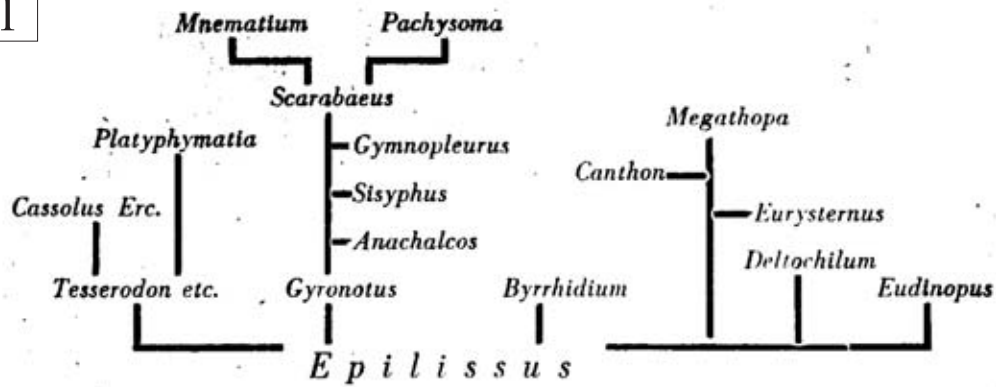 1
Mnematium Pachysoma
Scarabaeus
Megathopa
Platyphymatia
Gymnopleurus
Canthon
Sisyphus
Cassolus Erc.
Eurysternus
Anachalcos
Deltochilum
Tesserodon etc. Gyronotus Byrrhidium Eudinopus
Epilissus